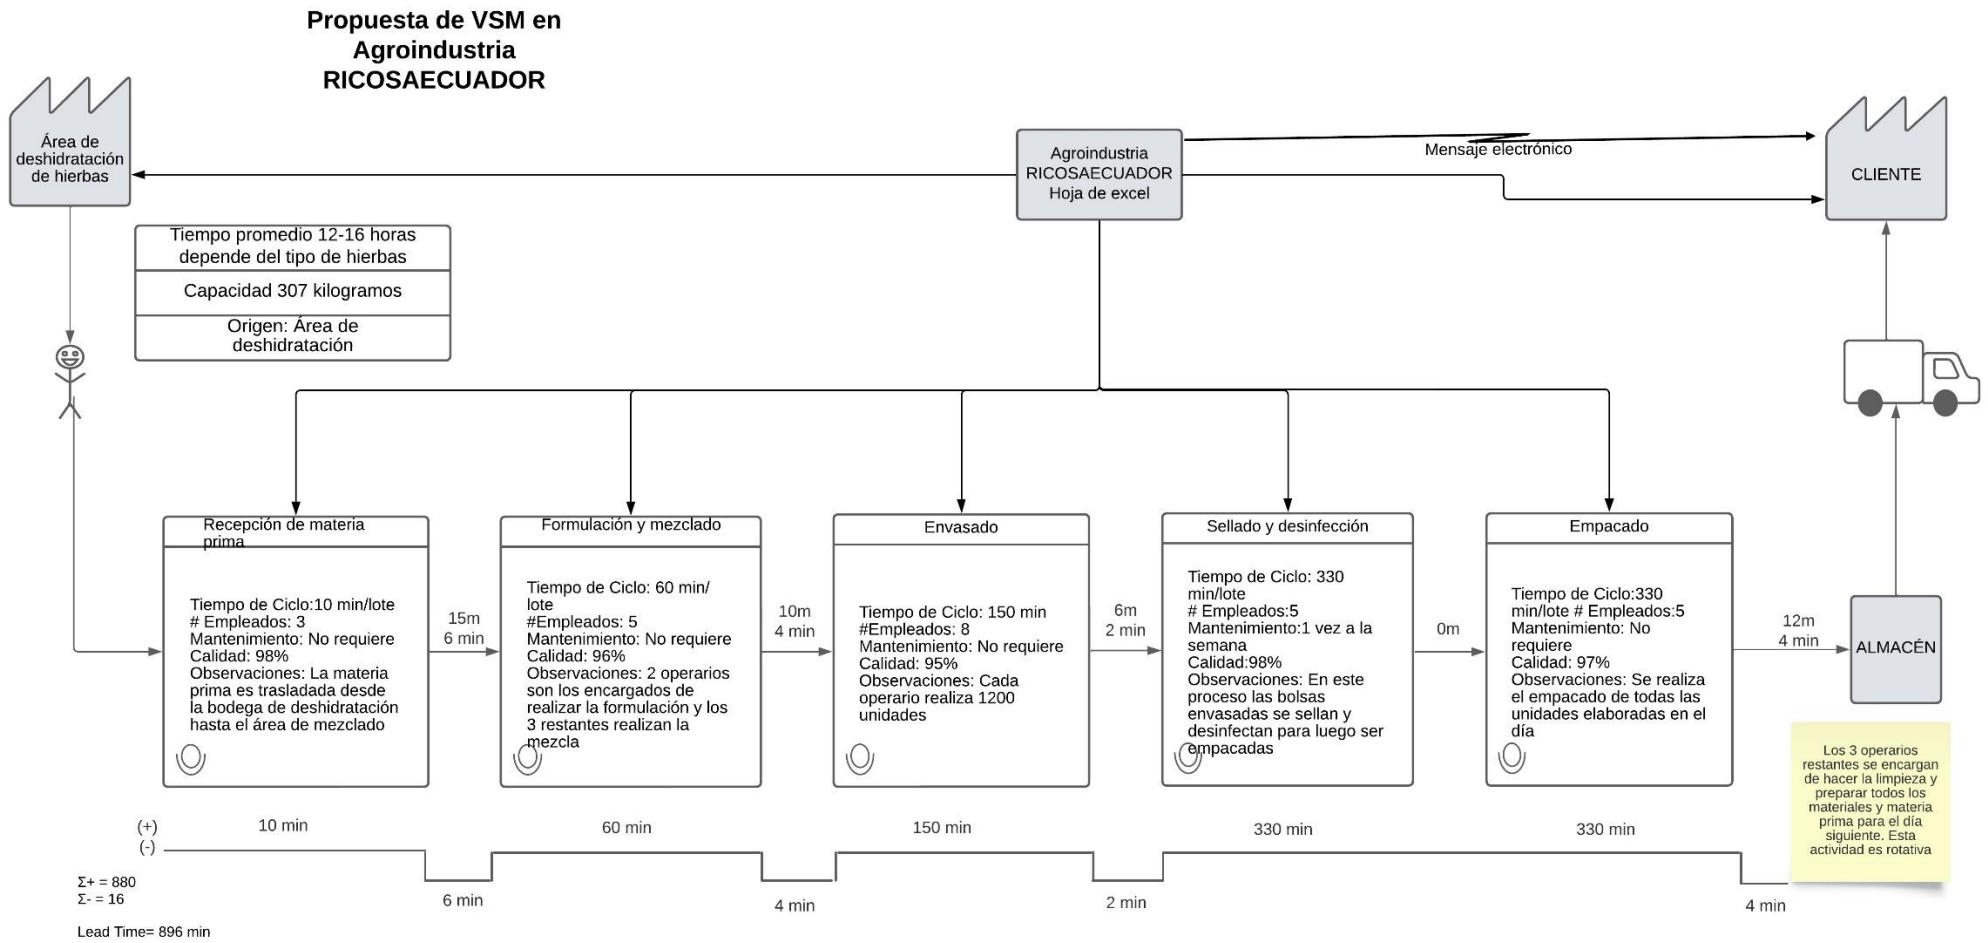 Propuesta de VSM en
Agroindustria
RICOSAECUADOR
Área de
deshidratación
de hierbas
Agroindustria
RICOSAECUADOR
Hoja de excel
Mensaje electrónico
CLIENTE
Tiempo promedio 12-16 horas
depende del tipo de hierbas
Capacidad 307 kilogramos
Origen: Área de
deshidratación
Recepción de materia
prima
Tiempo de Ciclo:10 min/lote
# Empleados: 3
Mantenimiento: No requiere
Calidad: 98%
Observaciones: La materia
prima es trasladada desde
la bodega de deshidratación
hasta el área de mezclado
15m
6 min
Formulación y mezclado
Tiempo de Ciclo: 60 min/
lote
#Empleados: 5
Mantenimiento: No requiere
Calidad: 96%
Observaciones: 2 operarios
son los encargados de
realizar la formulación y los
3 restantes realizan la
mezcla
10m
4 min
Envasado
Tiempo de Ciclo: 150 min
#Empleados: 8
Mantenimiento: No requiere
Calidad: 95%
Observaciones: Cada
operario realiza 1200
unidades
6m
2 min
Sellado y desinfección
Tiempo de Ciclo: 330
min/lote
# Empleados:5
Mantenimiento:1 vez a la
semana
Calidad:98%
Observaciones: En este
proceso las bolsas
envasadas se sellan y
desinfectan para luego ser
empacadas
0m
Empacado
Tiempo de Ciclo:330
min/lote # Empleados:5
Mantenimiento: No
requiere
Calidad: 97%
Observaciones: Se realiza
el empacado de todas las
unidades elaboradas en el
día
12m
4 min
ALMACÉN
Los 3 operarios
restantes se encargan
de hacer la limpieza y
preparar todos los
materiales y materia
prima para el día
siguiente. Esta
actividad es rotativa
(+)
(-)
10 min
60 min
150 min
330 min
330 min
6 min
4 min
2 min
4 min
Σ+ = 880
Σ- = 16
Lead Time= 896 min